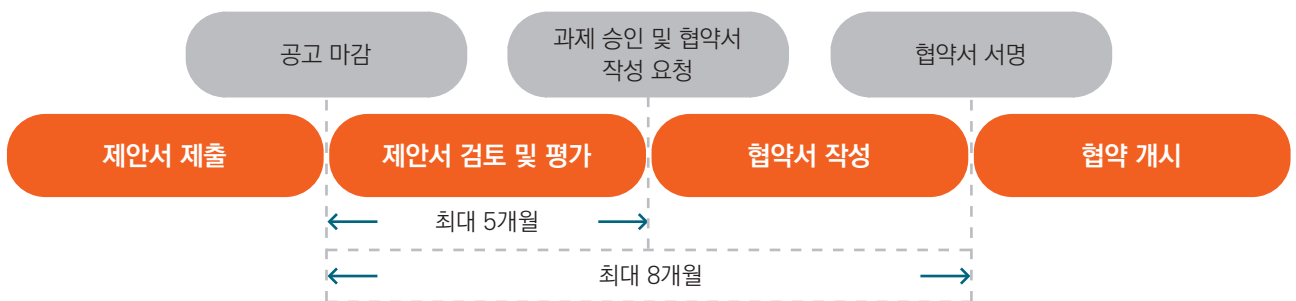 공고 마감
과제 승인 및 협약서
작성 요청
협약서 서명
제안서 제출
제안서 검토 및 평가
협약서 작성
협약 개시
최대 5개월
최대 8개월